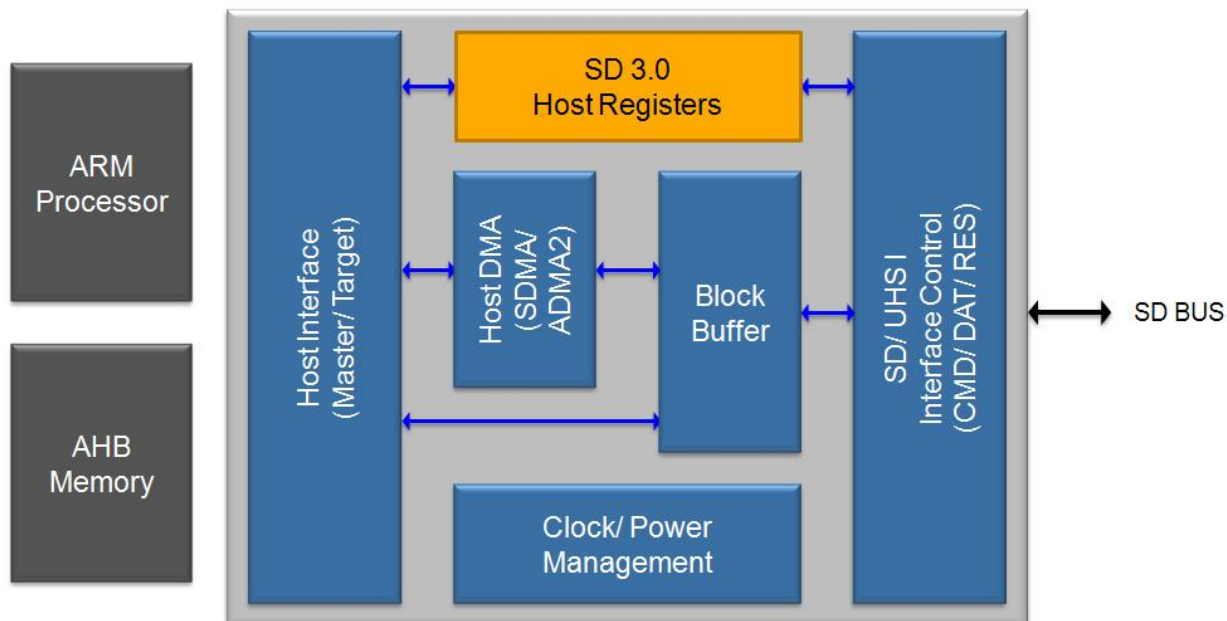 ARM
Processor
AHB
Memory
Host Interface
(Master/ Target)
SD 3.0
Host Registers
Host DMA
(SDMA/
ADMA2)
Block
Buffer
Clock/ Power
Management
SD/ UHS I
Interface Control
(CMD/ DAT/ RES)
SD BUS